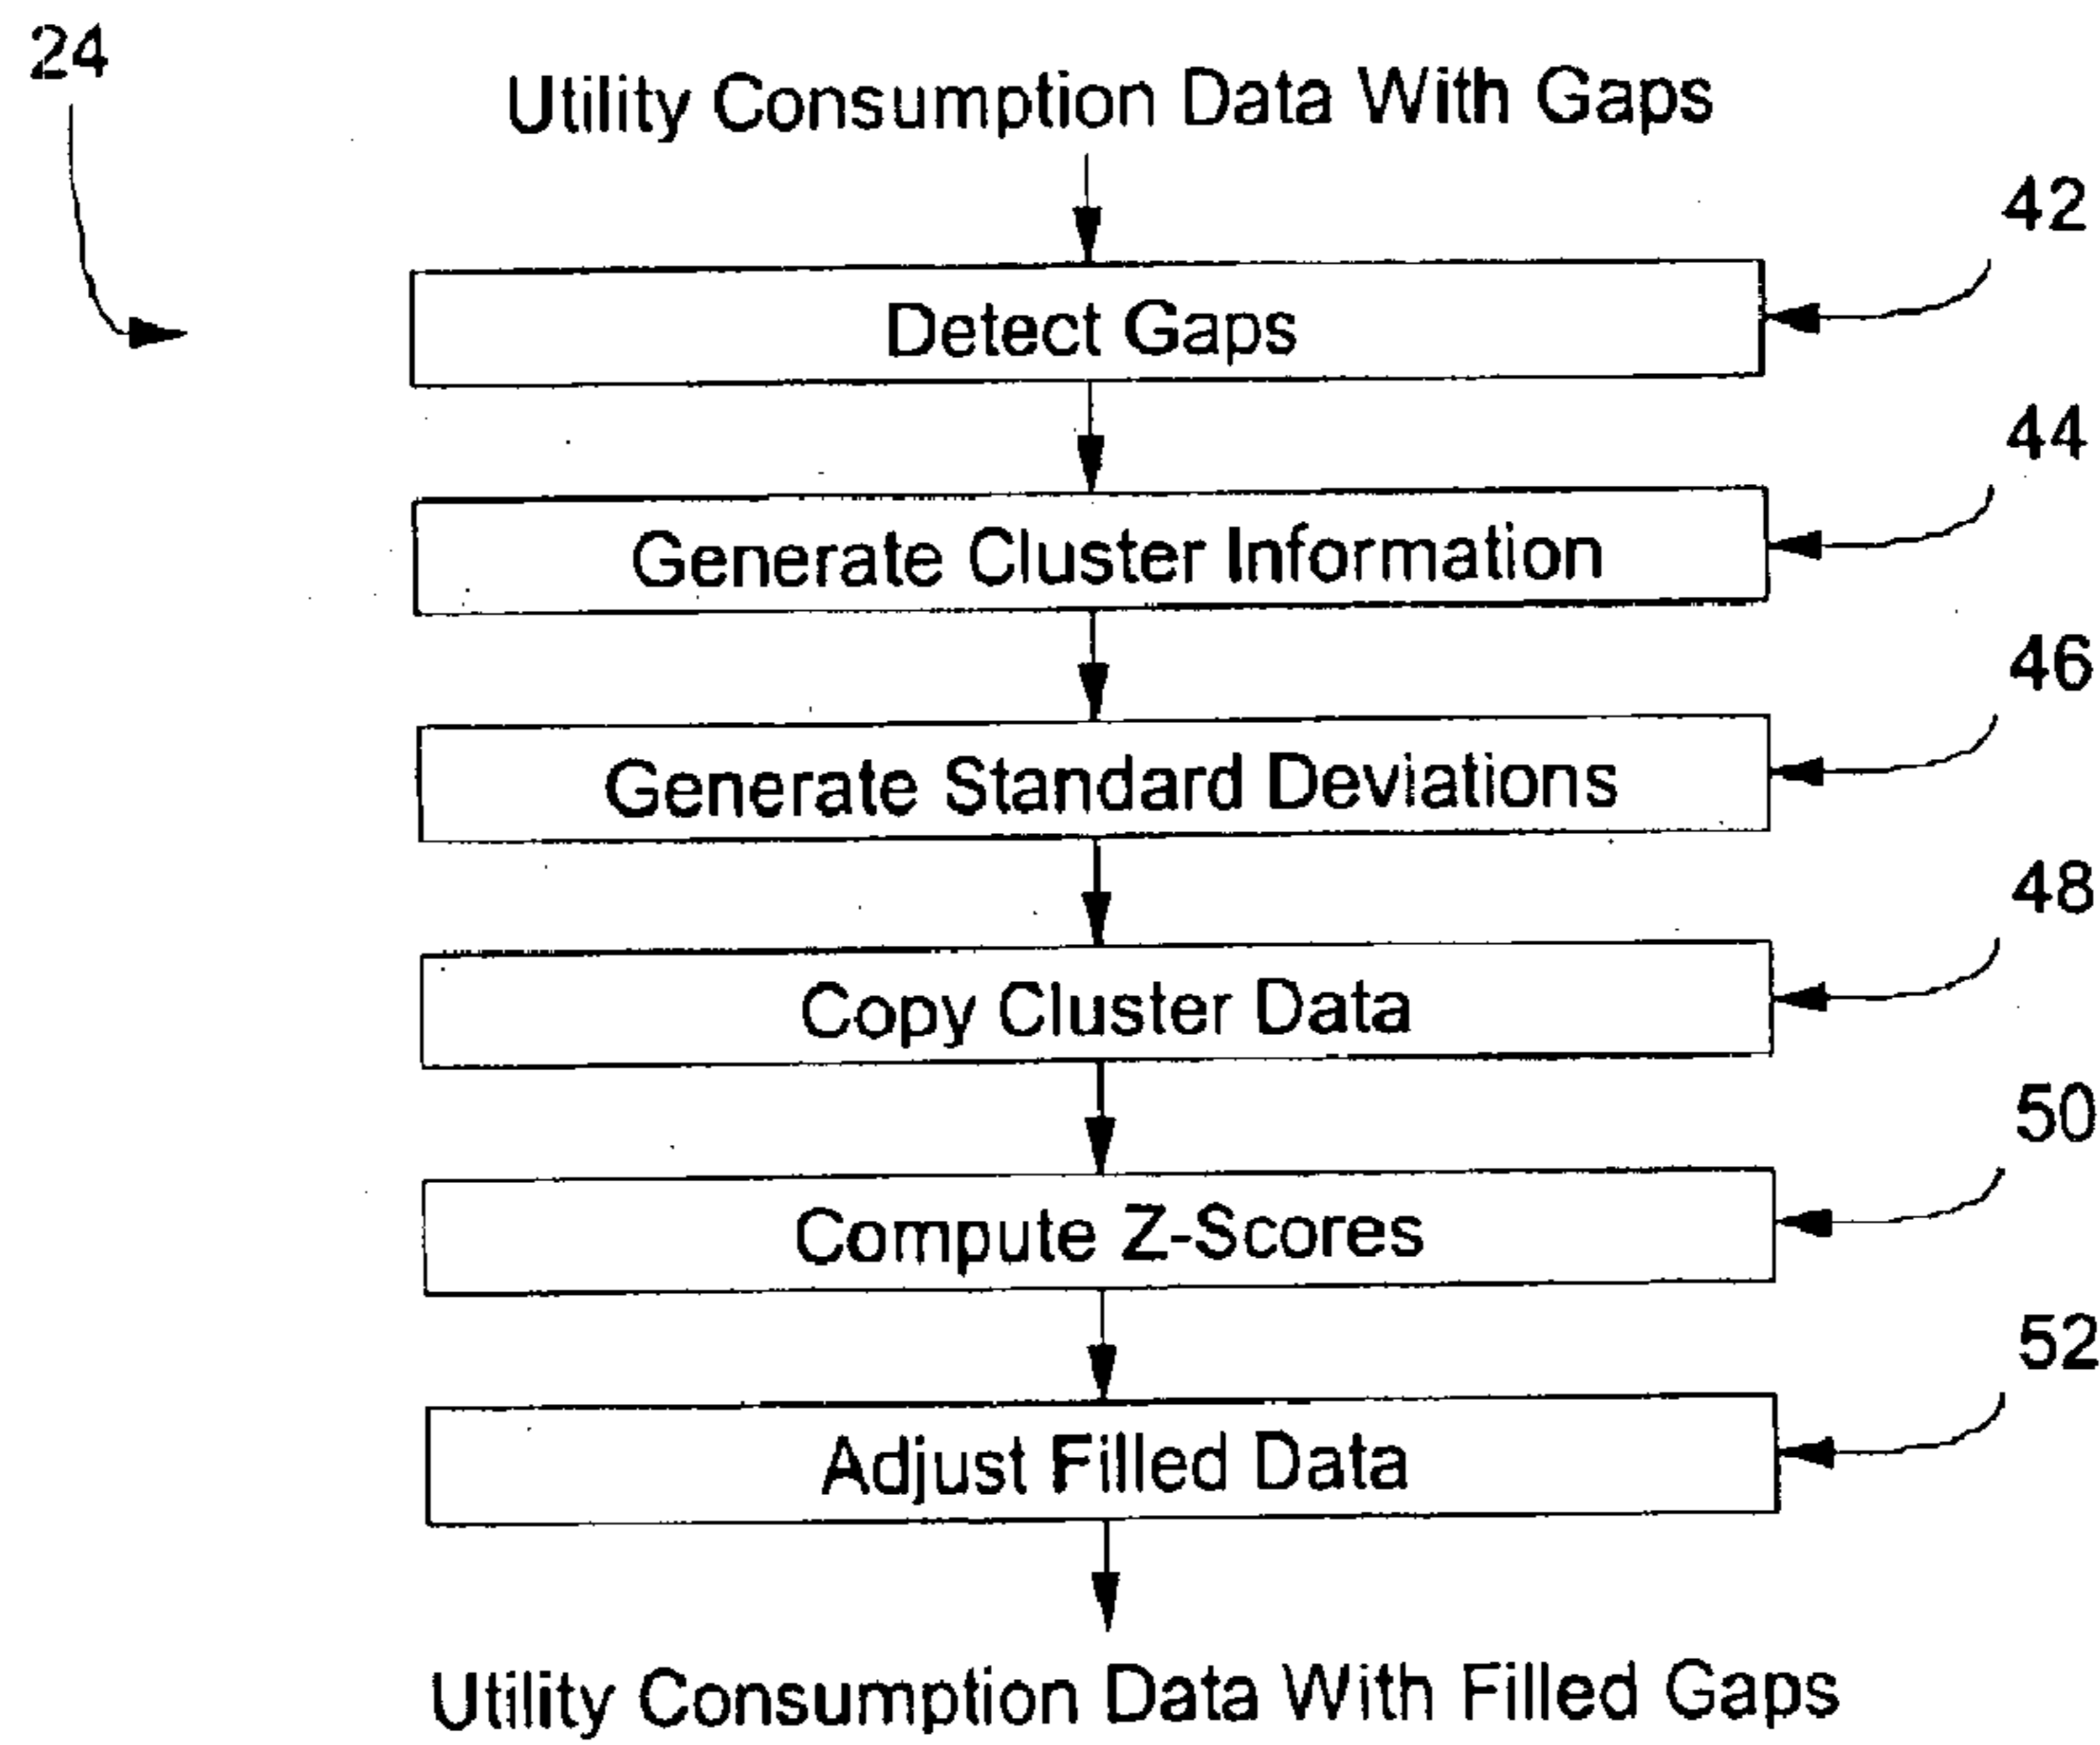 24
Utility Consumption Data With Gaps
42
Detect Gaps
44
Generate Cluster Information
46
Generate Standard Deviations
48
Copy Cluster Data
50
Compute Z-Scores
52
Adjust Filled Data
Utility Consumption Data With Filled Gaps